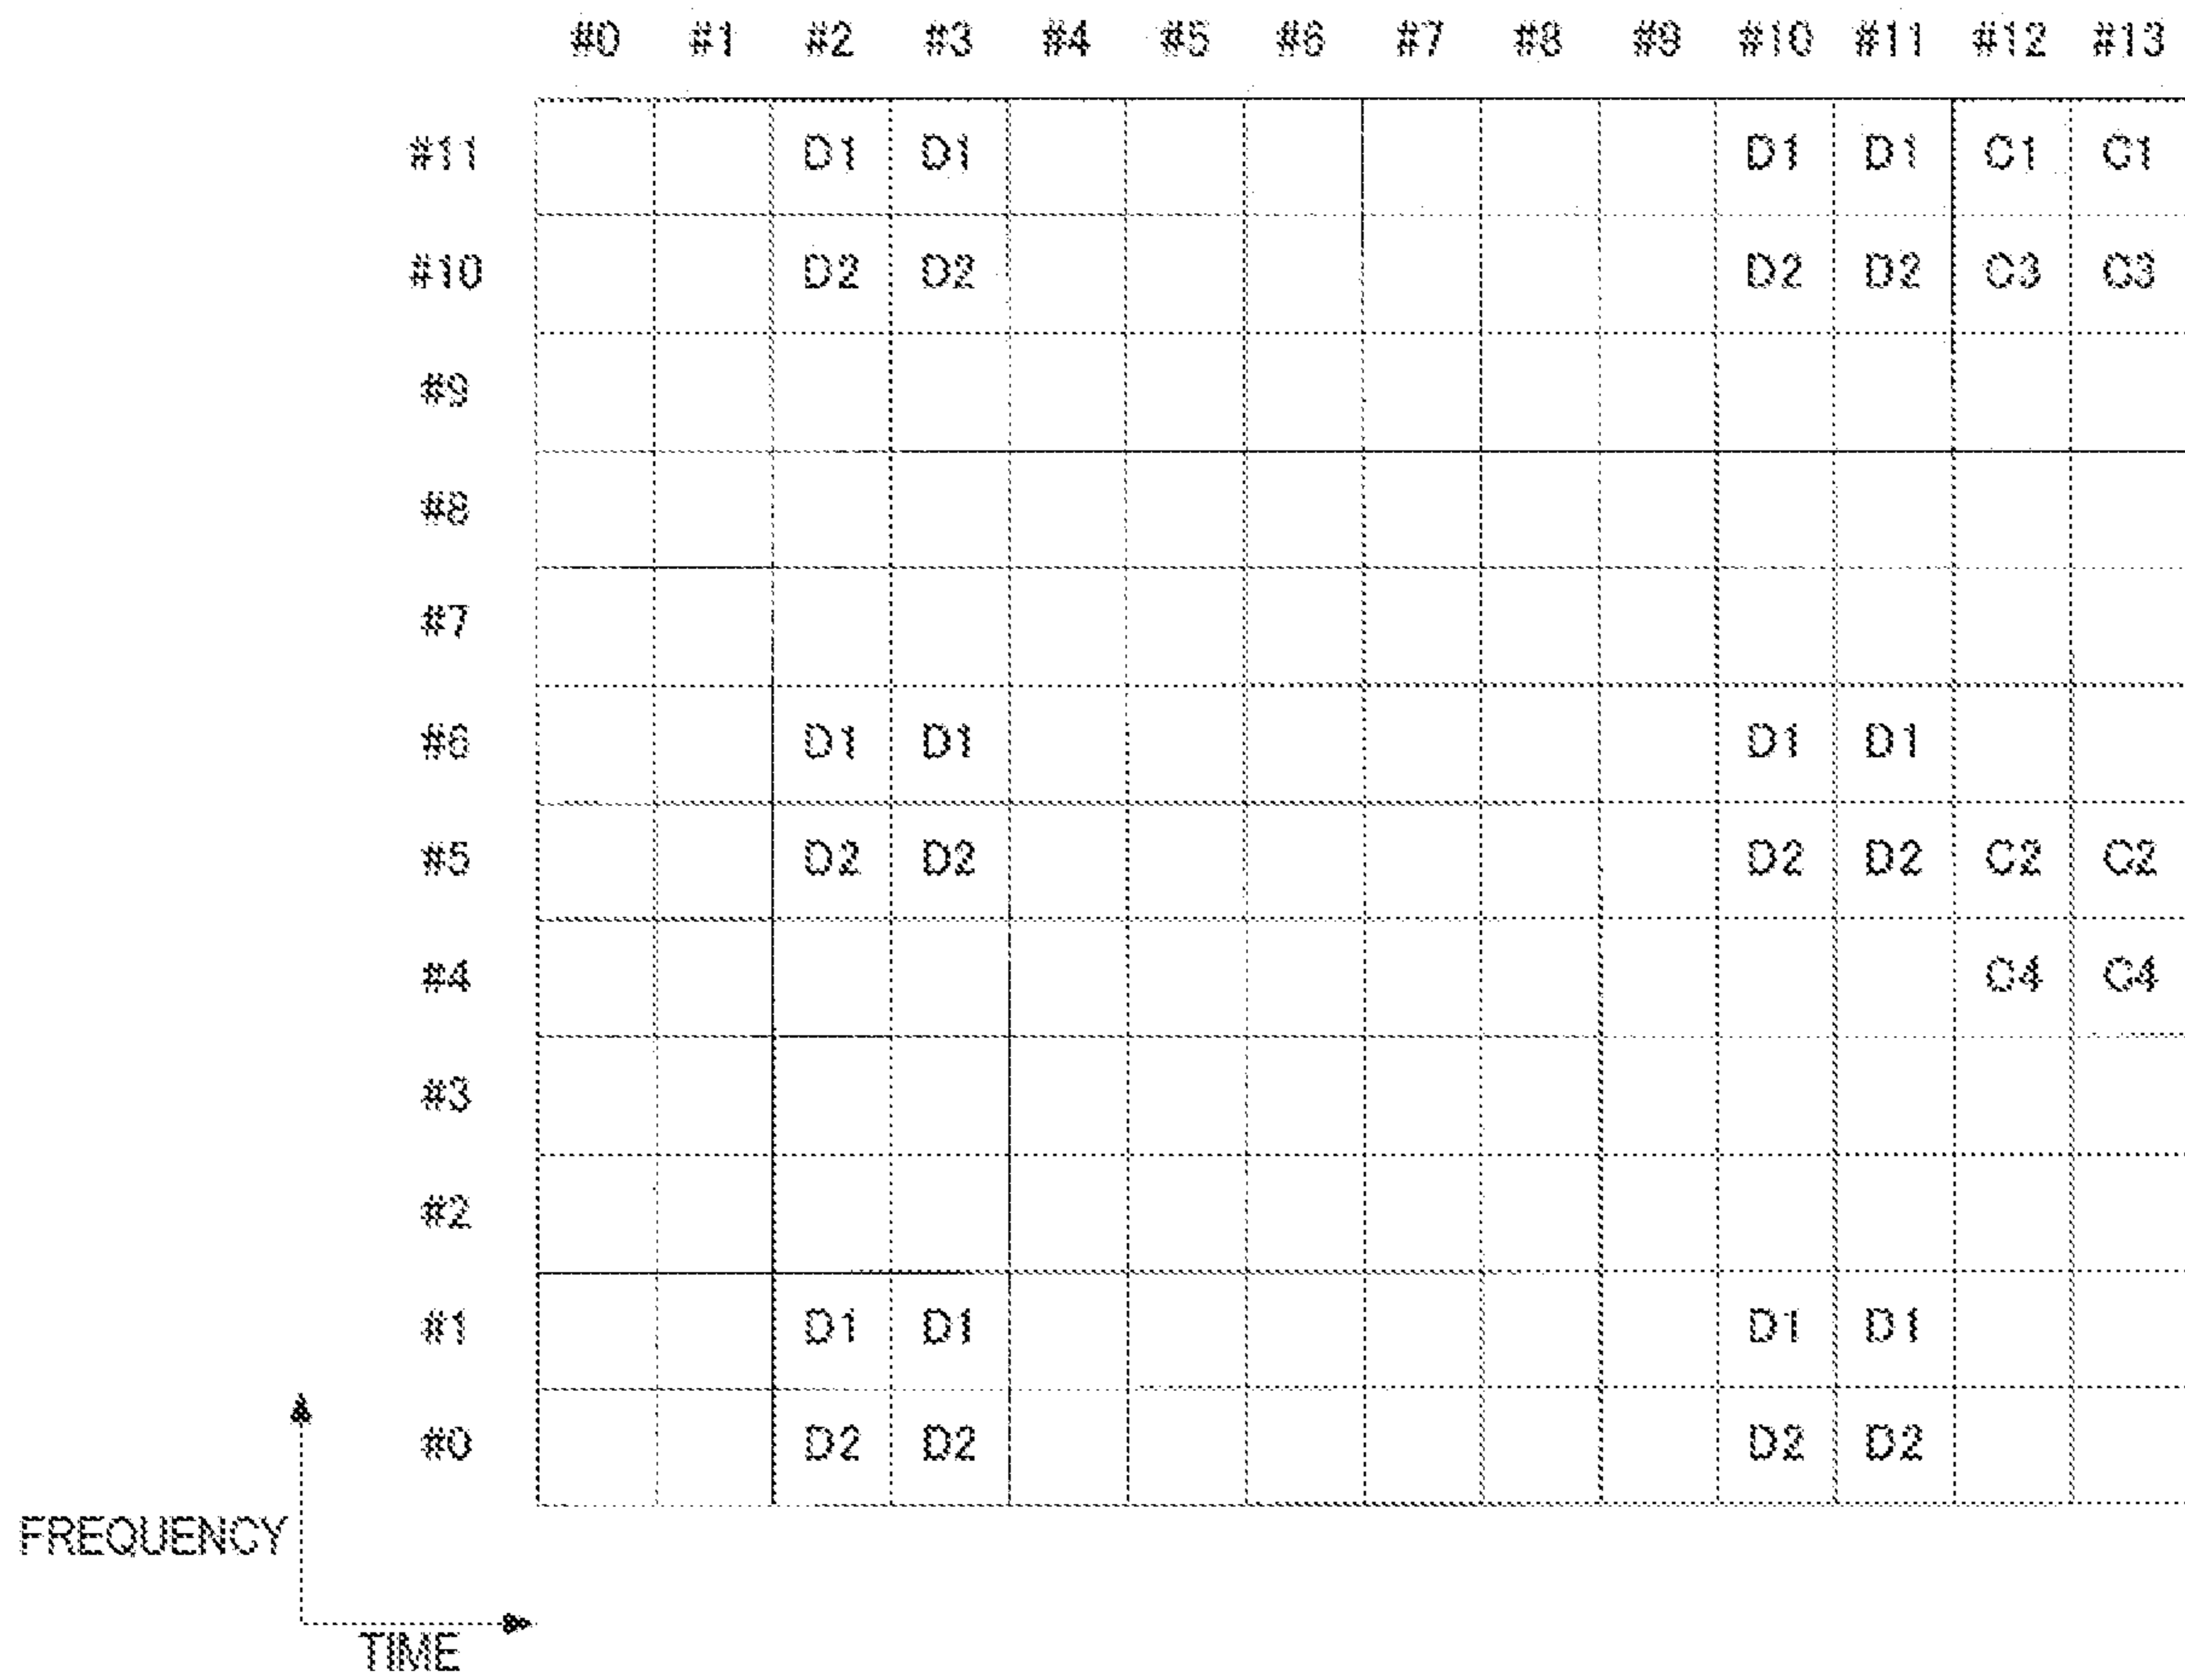 #0 #1 #2 #3 #4 #5 #6 #7 #8 #9 #10 #11 #12 #13
#11 D1 D1 D1 D1 C1 C1
#10 D2 D2 D2 D2 C3 C3
#9
#8
#7
#6 D1 D1 D1 D1
#5 D2 D2 D2 D2 C2 C2
#4 C4 C4
#3
#2
#1 D1 D1 D1 D1
#0 D2 D2 D2 D2
FREQUENCY
TIME